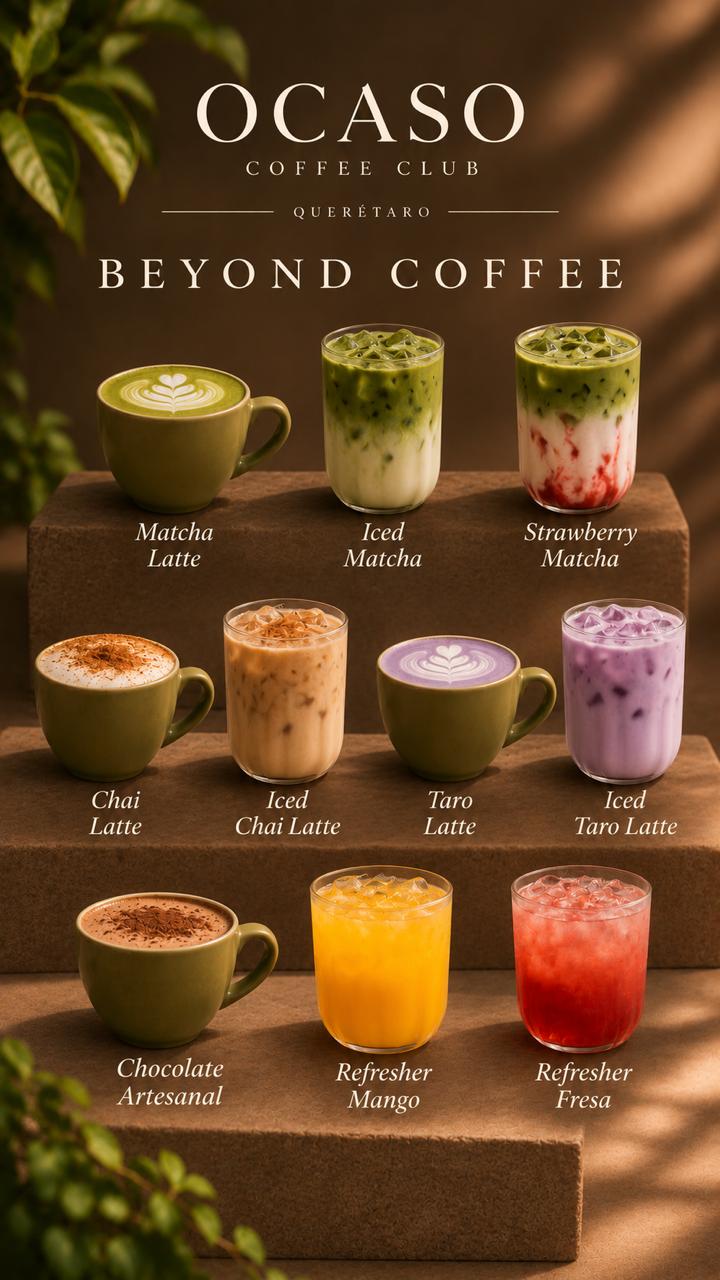 OCASO
COFFEE CLUB
QUERÉTARO
BEYOND COFFEE
Matcha
Latte
Iced
Matcha
Strawberry
Matcha
Chai
Latte
Iced
Chai Latte
Taro
Latte
Iced
Taro Latte
Chocolate
Artesanal
Refresher
Mango
Refresher
Fresa